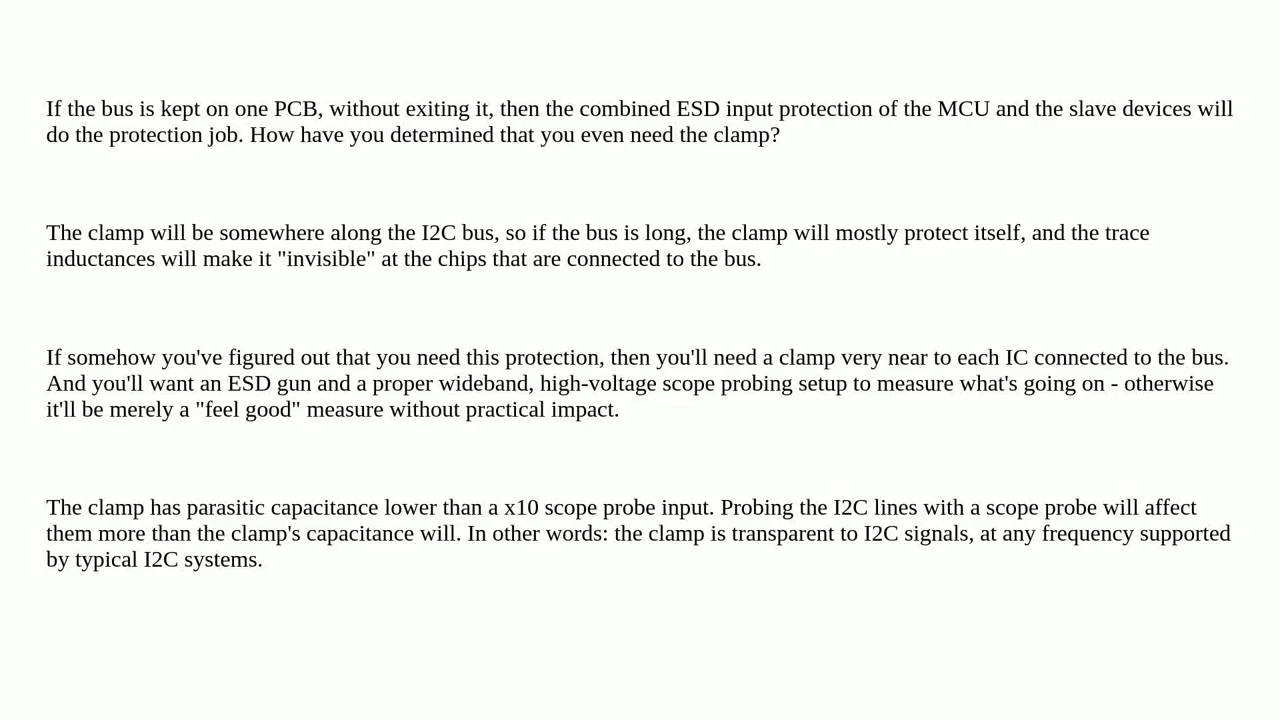 If the bus is kept on one PCB, without exiting it, then the combined ESD input protection of the MCU and the slave devices will
do the protection job. How have you determined that you even need the clamp?
The clamp will be somewhere along the I2C bus, so if the bus is long, the clamp will mostly protect itself, and the trace
inductances will make it "invisible" at the chips that are connected to the bus.
If somehow you've figured out that you need this protection, then you'll need a clamp very near to each IC connected to the bus.
And you'll want an ESD gun and a proper wideband, high-voltage scope probing setup to measure what's going on - otherwise
it'll be merely a "feel good" measure without practical impact.
The clamp has parasitic capacitance lower than a x10 scope probe input. Probing the I2C lines with a scope probe will affect
them more than the clamp's capacitance will. In other words: the clamp is transparent to I2C signals, at any frequency supported
by typical I2C systems.